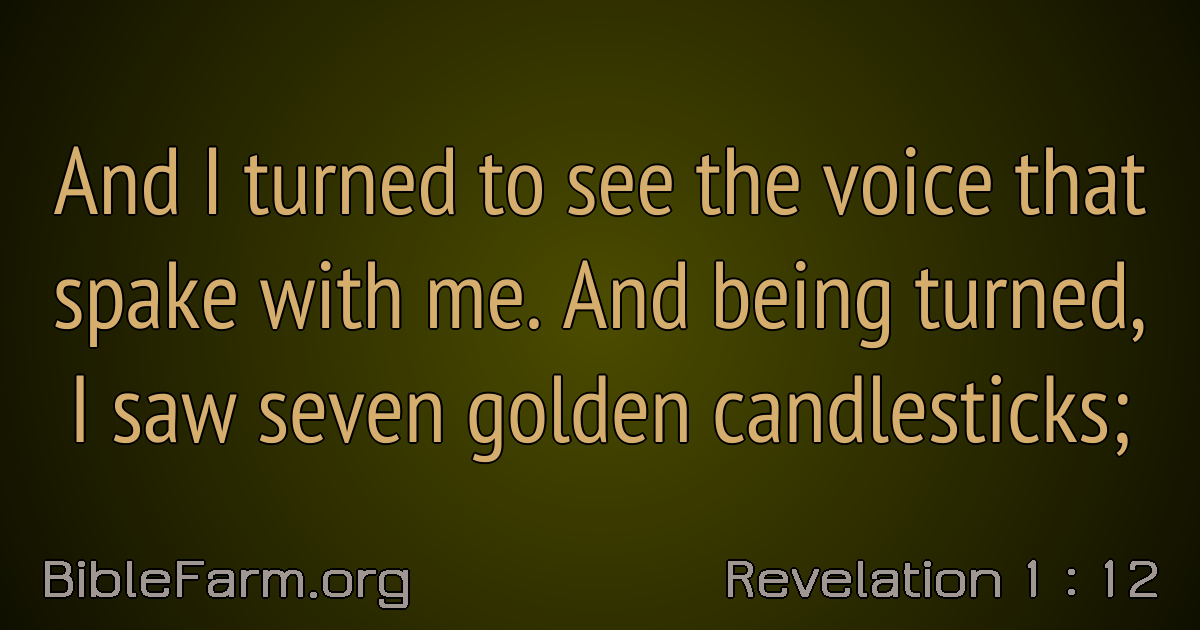 And I turned to see the voice that
spake with me. And being turned,
I saw seven golden candlesticks;
BibleFarm.org
Revelation 1 : 12